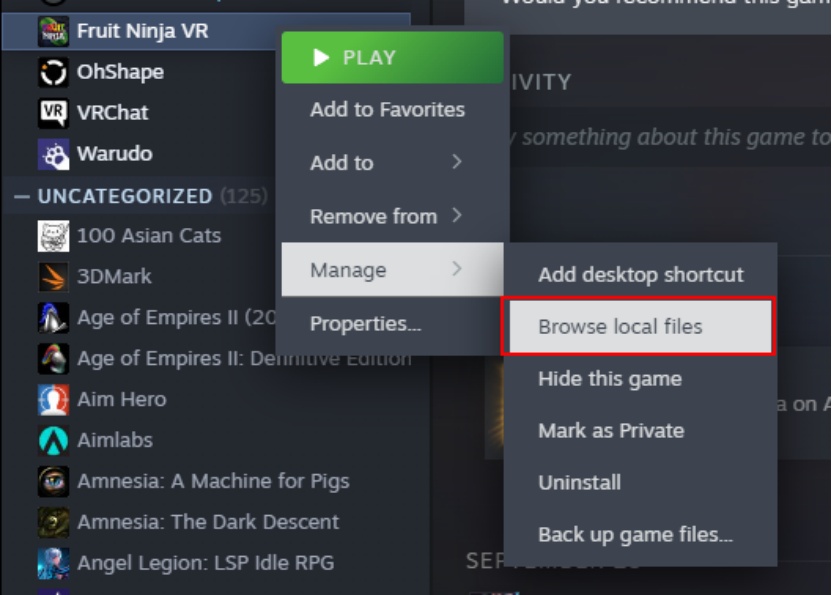 Would you recommend this gam
Fruit Ninja VR
OhShape
VR
VRChat
Warudo
— UNCATEGORIZED (125)
100 Asian Cats
3DMark
Age of Empires II (20
Age of Empires II: Definitive Edition
Aim Hero
Aimlabs
Amnesia: A Machine for Pigs
Amnesia: The Dark Descent
Angel Legion: LSP Idle RPG
PLAY
Add to Favorites
Add to
Remove from
Manage
Properties...
IVITY
something about this game to
Add desktop shortcut
Browse local files
Hide this game
Mark as Private
Uninstall
Back up game files...
a on A